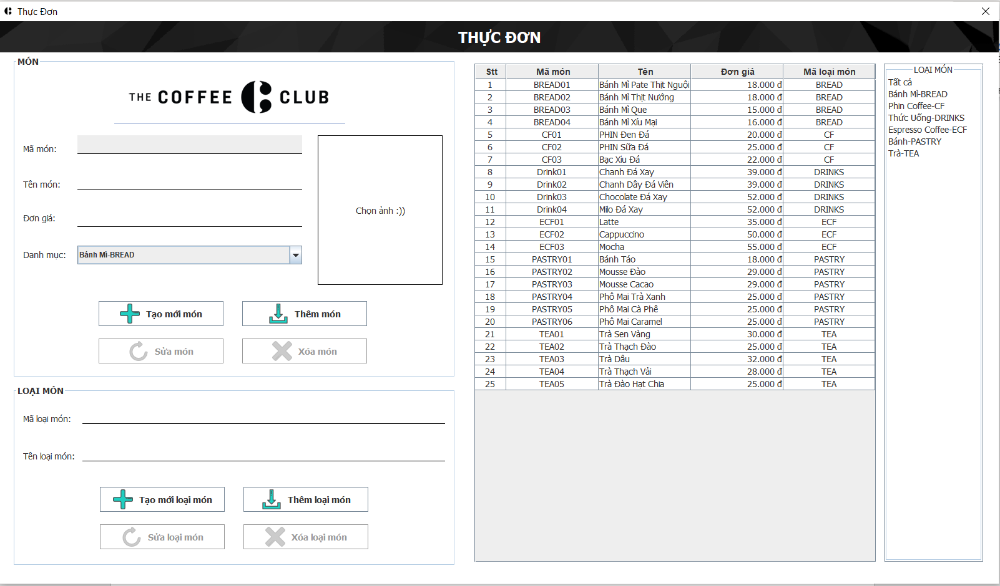 Thực Đơn
THỰC ĐƠN
MÓN
THE COFFEE CLUB
Mã món:
Tên món:
Đơn giá:
Danh mục: Bánh Mì-BREAD
Chọn ảnh :))
Tạo mới món
Thêm món
Sửa món
Xóa món
LOẠI MÓN
Mã loại món:
Tên loại món:
Tạo mới loại món
Thêm loại món
Sửa loại món
Xóa loại món
Stt Mã món Tên Đơn giá Mã loại món
1 BREAD01 Bánh Mì Pate Thịt Nguội 18.000 đ BREAD
2 BREAD02 Bánh Mì Thịt Nướng 18.000 đ BREAD
3 BREAD03 Bánh Mì Que 15.000 đ BREAD
4 BREAD04 Bánh Mì Xíu Mại 16.000 đ BREAD
5 CF01 PHIN Đen Đá 20.000 đ CF
6 CF02 PHIN Sữa Đá 25.000 đ CF
7 CF03 Bạc Xỉu Đá 22.000 đ CF
8 Drink01 Chanh Đá Xay 39.000 đ DRINKS
9 Drink02 Chanh Dây Đá Viên 39.000 đ DRINKS
10 Drink03 Chocolate Đá Xay 52.000 đ DRINKS
11 Drink04 Milo Đá Xay 52.000 đ DRINKS
12 ECF01 Latte 35.000 đ ECF
13 ECF02 Cappuccino 50.000 đ ECF
14 ECF03 Mocha 55.000 đ ECF
15 PASTRY01 Bánh Táo 18.000 đ PASTRY
16 PASTRY02 Mousse Đào 29.000 đ PASTRY
17 PASTRY03 Mousse Cacao 29.000 đ PASTRY
18 PASTRY04 Phô Mai Trà Xanh 25.000 đ PASTRY
19 PASTRY05 Phô Mai Cà Phê 25.000 đ PASTRY
20 PASTRY06 Phô Mai Caramel 25.000 đ PASTRY
21 TEA01 Trà Sen Vàng 30.000 đ TEA
22 TEA02 Trà Thạch Đào 25.000 đ TEA
23 TEA03 Trà Dâu 32.000 đ TEA
24 TEA04 Trà Thạch Vải 28.000 đ TEA
25 TEA05 Trà Đào Hạt Chia 25.000 đ TEA
LOẠI MÓN
Tất cả
Bánh Mì-BREAD
Phin Coffee-CF
Thức Uống-DRINKS
Espresso Coffee-ECF
Bánh-PASTRY
Trà-TEA